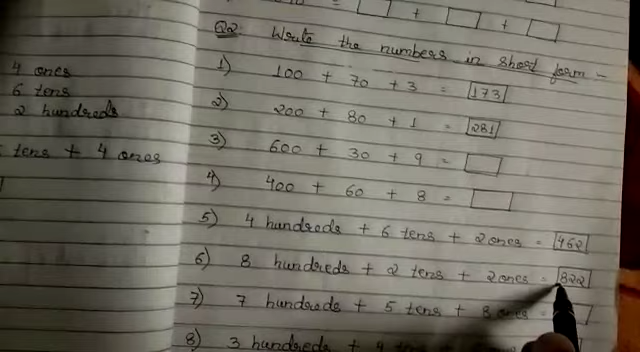 + +
Q2 Write the numbers in short form -
4 ones
6 tens
2 hundreds
tens + 4 ones
1) 100 + 70 + 3 = 173
2) 200 + 80 + 1 = 281
3) 600 + 30 + 9 =
4) 400 + 60 + 8 =
5) 4 hundreds + 6 tens + 2 ones = 462
6) 8 hundreds + 2 tens + 2 ones = 822
7) 7 hundreds + 5 tens + 8 ones =
8) 3 hundreds +